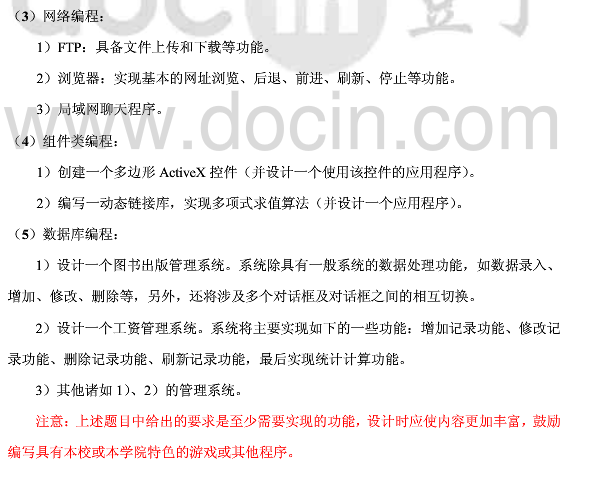 （3）网络编程：
1）FTP：具备文件上传和下载等功能。
2）浏览器：实现基本的网址浏览、后退、前进、刷新、停止等功能。
3）局域网聊天程序。
www.docin.com
（4）组件类编程：
1）创建一个多边形 ActiveX 控件（并设计一个使用该控件的应用程序）。
2）编写一动态链接库，实现多项式求值算法（并设计一个应用程序）。
（5）数据库编程：
1）设计一个图书出版管理系统。系统除具有一般系统的数据处理功能，如数据录入、
增加、修改、删除等，另外，还将涉及多个对话框及对话框之间的相互切换。
2）设计一个工资管理系统。系统将主要实现如下的一些功能：增加记录功能、修改记
录功能、删除记录功能、刷新记录功能，最后实现统计计算功能。
3）其他诸如 1）、2）的管理系统。
注意：上述题目中给出的要求是至少需要实现的功能，设计时应使内容更加丰富，鼓励
编写具有本校或本学院特色的游戏或其他程序。